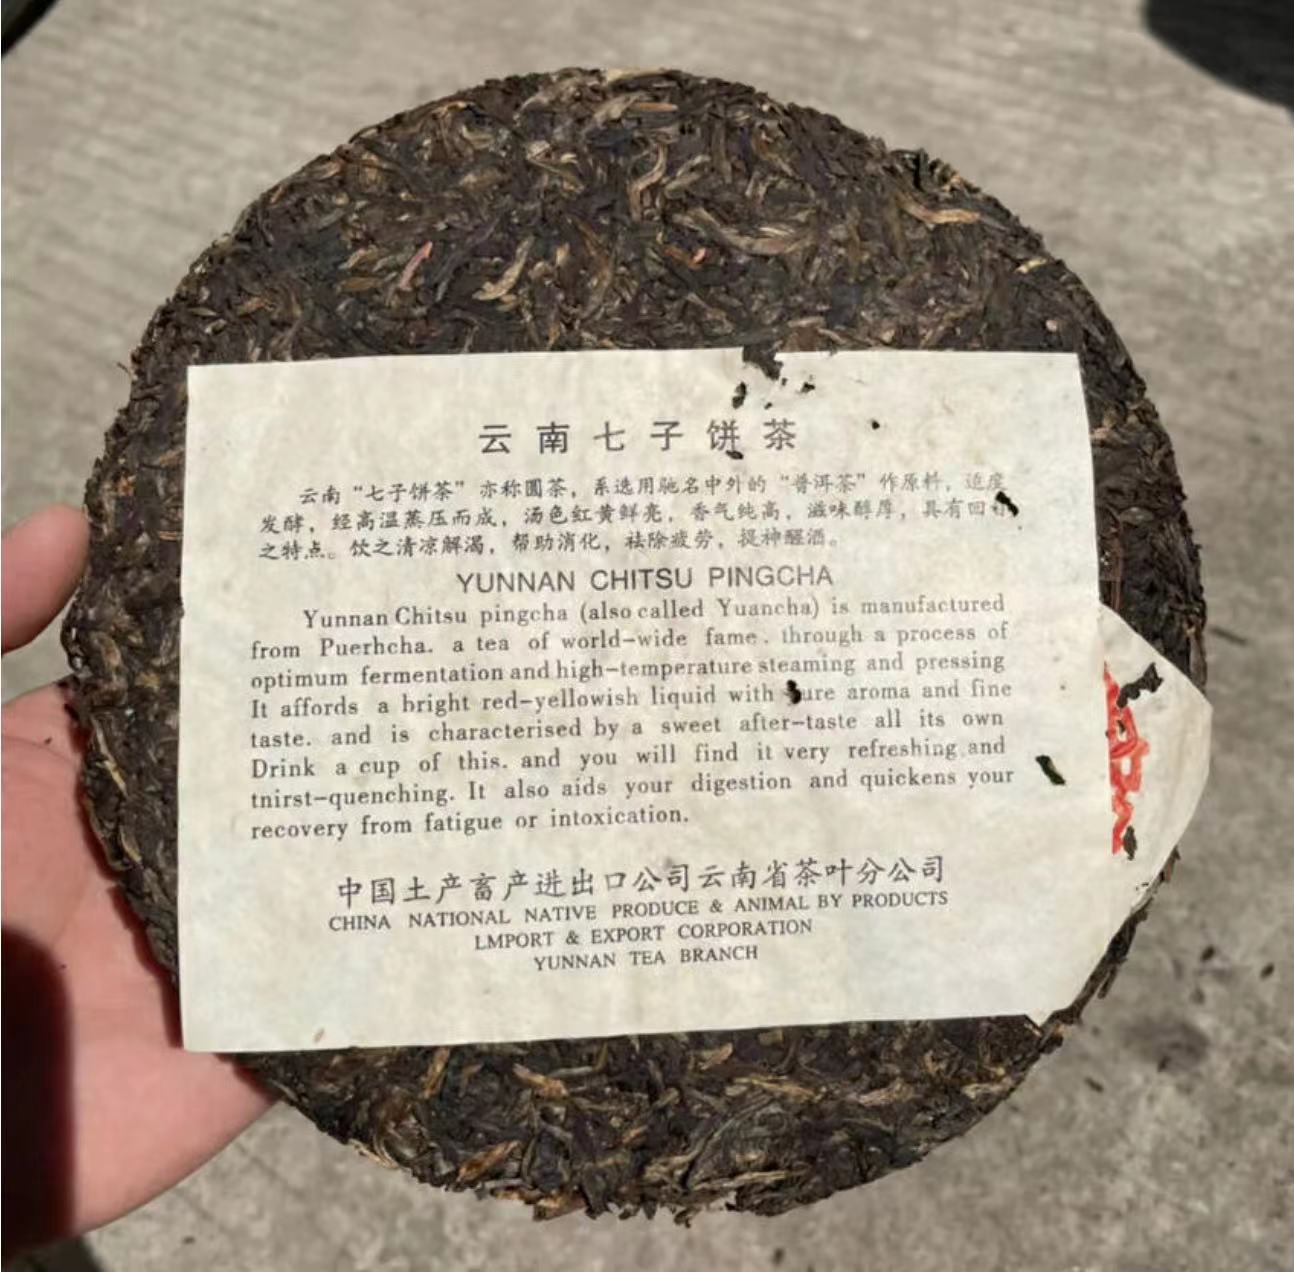 云南七子饼茶
云南“七子饼茶”亦称圆茶，系选用驰名中外的“普洱茶”作原料，适度
发酵，经高温蒸压而成，汤色红黄鲜亮，香气纯高，滋味醇厚，具有回
之特点。饮之清凉解渴，帮助消化，祛除疲劳，提神醒酒。
YUNNAN CHITSU PINGCHA
Yunnan Chitsu pingcha (also called Yuancha) is manufactured
from Puerhcha. a tea of world-wide fame. through a process of
optimum fermentation and high-temperature steaming and pressing
It affords a bright red-yellowish liquid with ure aroma and fine
taste. and is characterised by a sweet after-taste all its own
Drink a cup of this. and you will find it very refreshing and
tnirst-quenching. It also aids your digestion and quickens your
recovery from fatigue or intoxication.
中国土产畜产进出口公司云南省茶叶分公司
CHINA NATIONAL NATIVE PRODUCE & ANIMAL BY PRODUCTS
LMPORT & EXPORT CORPORATION
YUNNAN TEA BRANCH